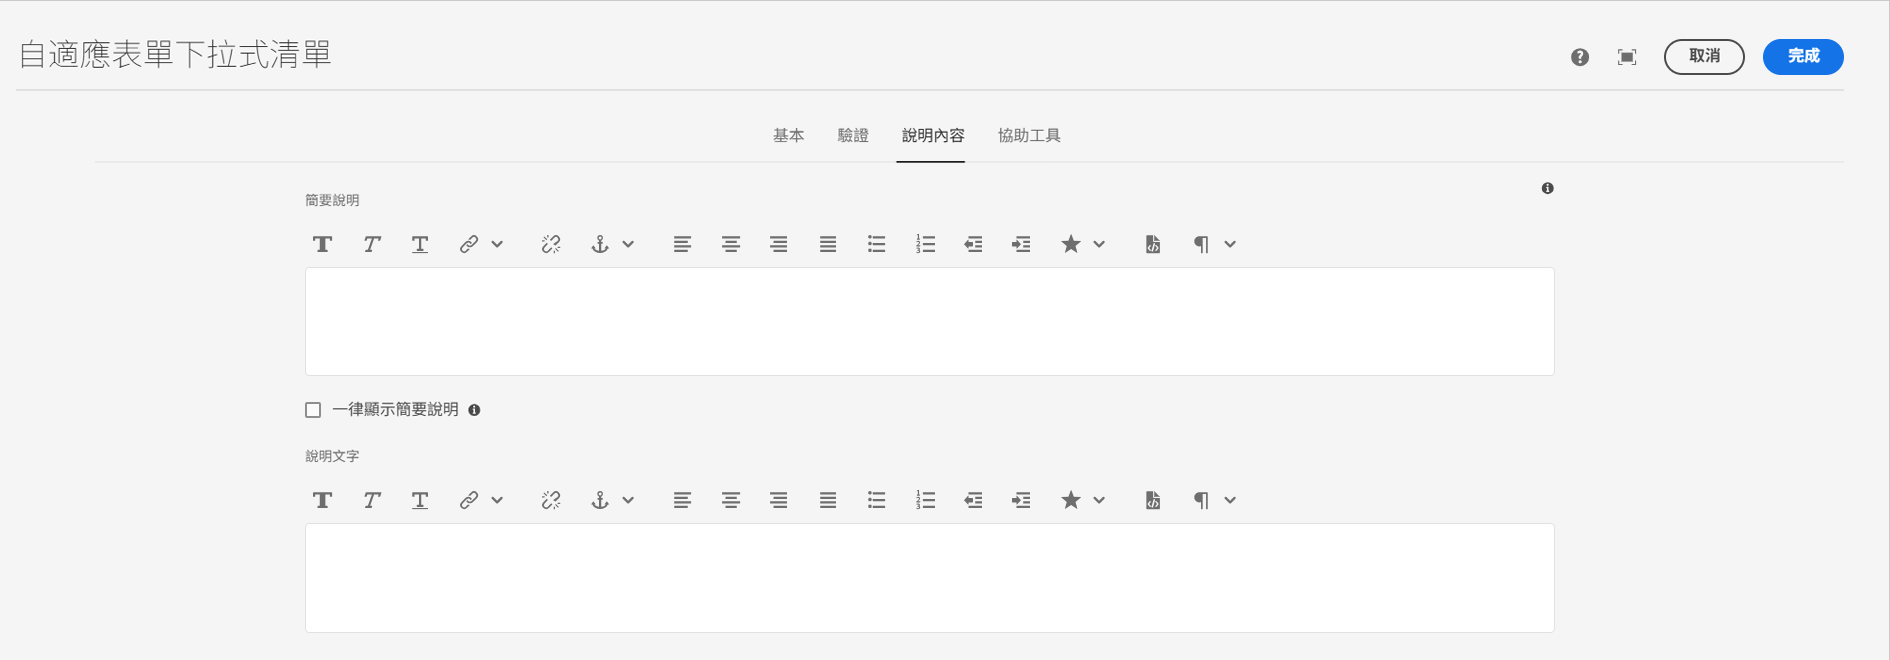 自適應表單下拉式清單
取消
完成
基本 驗證 說明內容 協助工具
簡要說明
一律顯示簡要說明
說明文字